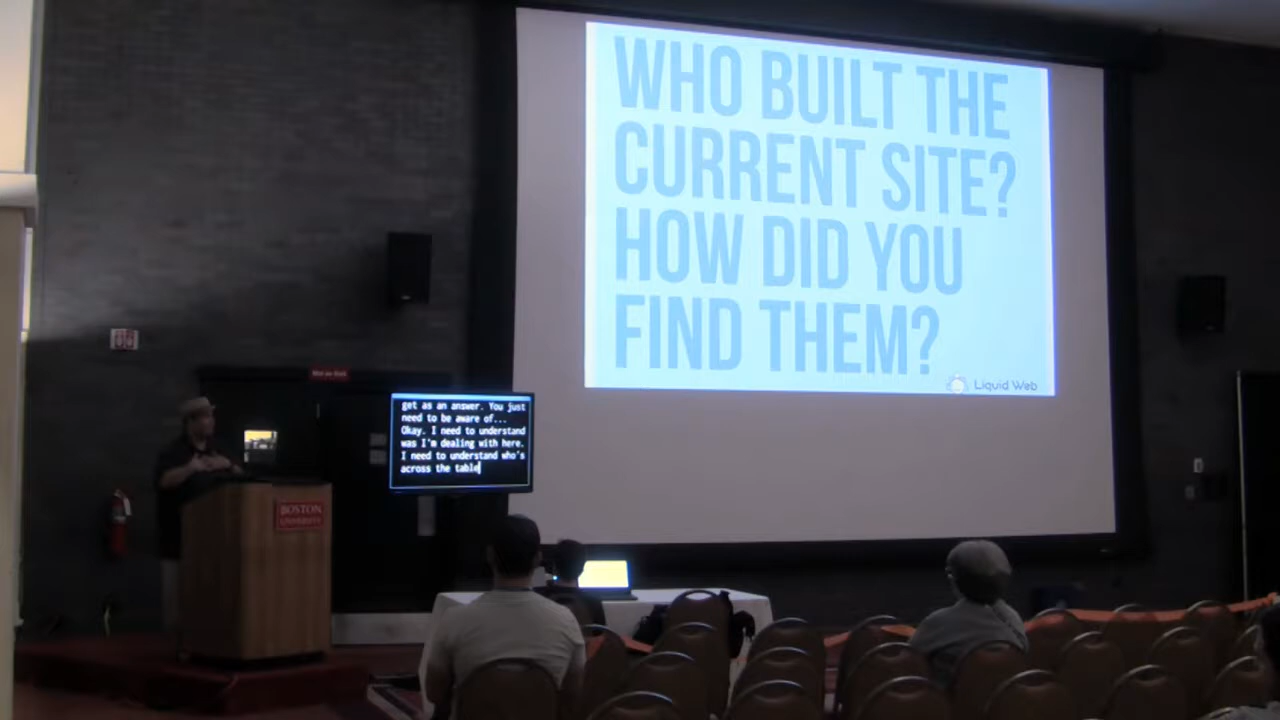 WHO BUILT THE
CURRENT SITE?
HOW DID YOU
FIND THEM?
Liquid Web
get as an answer. You just
need to be aware of...
Okay. I need to understand
was I'm dealing with here.
I need to understand who's
across the table
BOSTON
UNIVERSITY